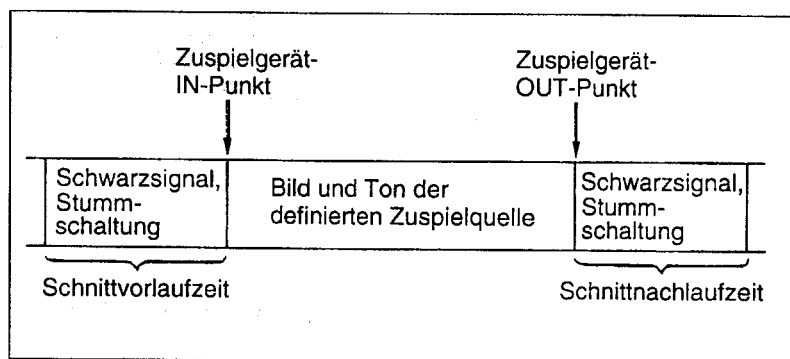 Zuspielgerät-
IN-Punkt
Zuspielgerät-
OUT-Punkt
Schwarzsignal,
Stumm-
schaltung
Bild und Ton der
definierten Zuspielquelle
Schwarzsignal,
Stumm-
schaltung
Schnittvorlaufzeit
Schnittnachlaufzeit